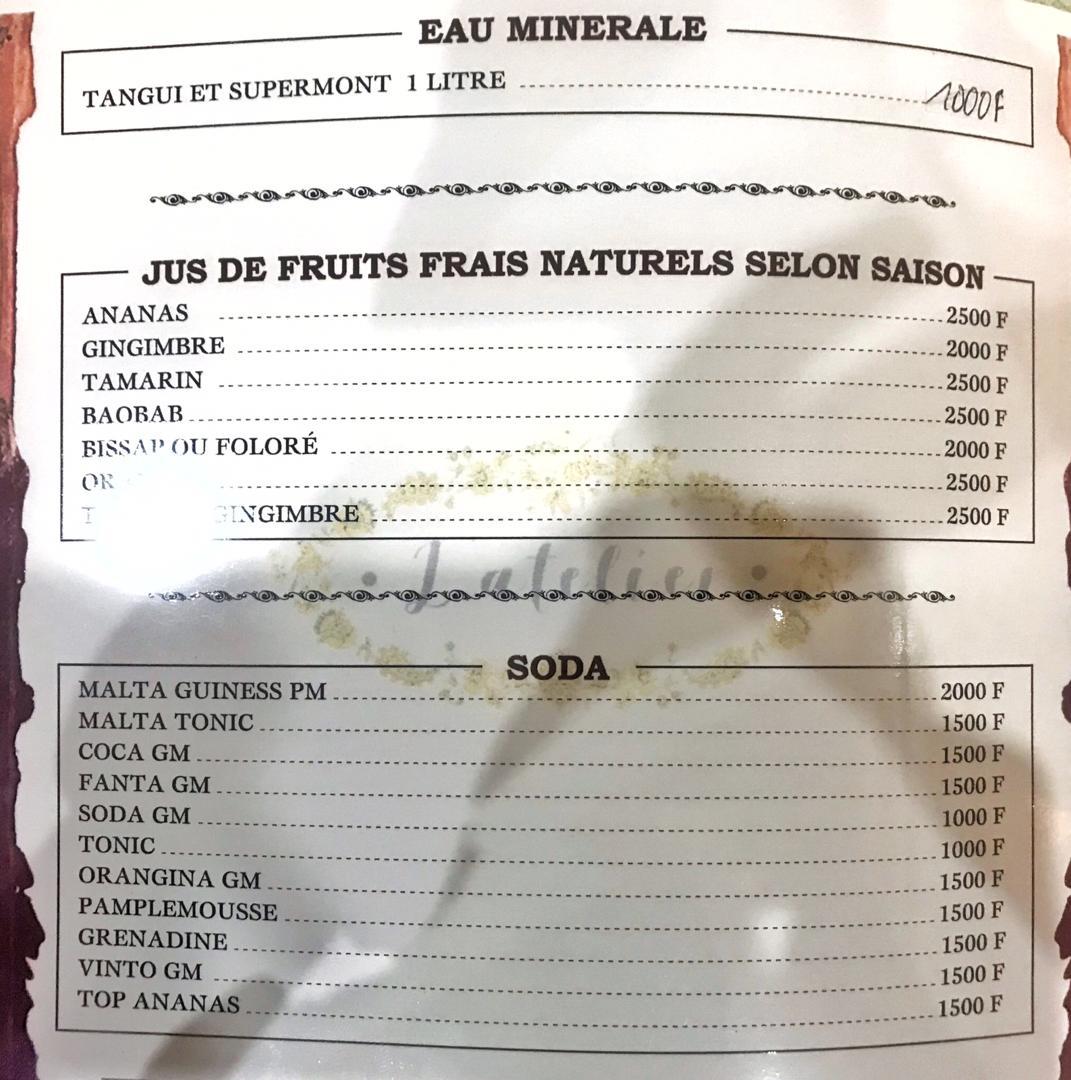 EAU MINERALE
TANGUI ET SUPERMONT 1 LITRE 1000F
JUS DE FRUITS FRAIS NATURELS SELON SAISON
ANANAS 2500 F
GINGIMBRE 2000 F
TAMARIN 2500 F
BAOBAB 2500 F
BISSAP OU FOLORÉ 2000 F
2500 F
GINGIMBRE 2500 F
L'atelier
SODA
MALTA GUINESS PM 2000 F
MALTA TONIC 1500 F
COCA GM 1500 F
FANTA GM 1500 F
SODA GM 1000 F
TONIC 1000 F
ORANGINA GM 1500 F
PAMPLEMOUSSE 1500 F
GRENADINE 1500 F
VINTO GM 1500 F
TOP ANANAS 1500 F